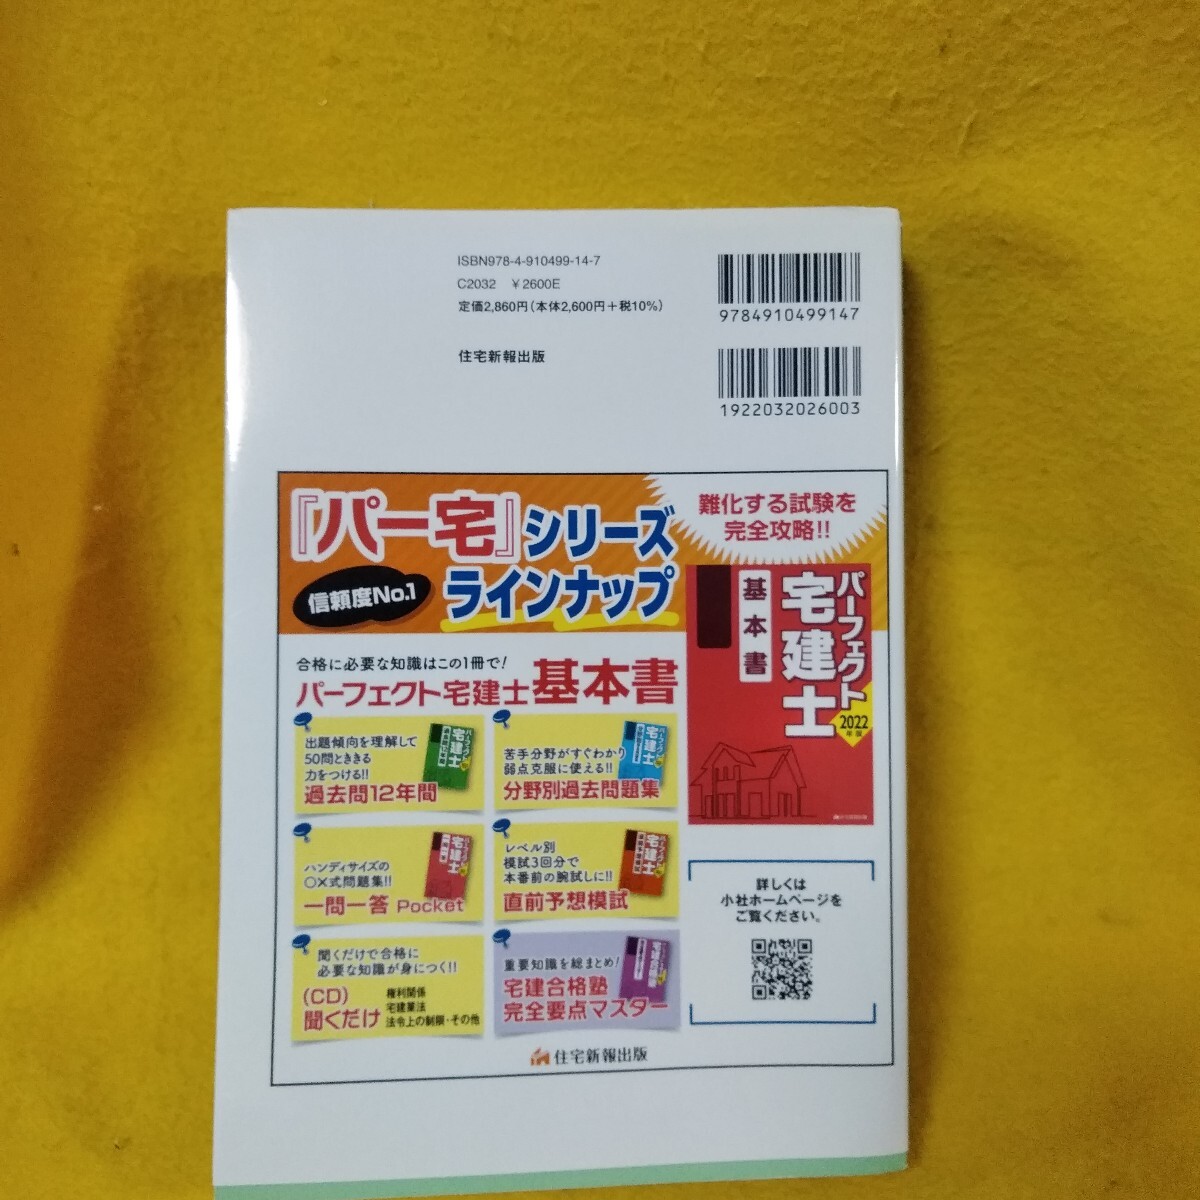 ISBN978-4-910499-14-7
C2032 ¥2600E
定価2,860円(本体2,600円+税10%)
住宅新報出版
9784910499147
1922032026003
『パー宅』シリーズ
ラインナップ
信頼度No.1
難化する試験を
完全攻略!!
パーフェクト
宅建士
基本書
2022
年版
合格に必要な知識はこの1冊で!
パーフェクト宅建士基本書
出題傾向を理解して
50問ときる
力をつける!!
過去問12年間
苦手分野がすぐわかり
弱点克服に使える!!
分野別過去問題集
ハンディサイズの
○×式問題集!!
一問一答 Pocket
レベル別
模試3回分で
本番前の腕試しに!!
直前予想模試
聞くだけで合格に
必要な知識が身につく!!
(CD)
聞くだけ
権利関係
宅建業法
法令上の制限・その他
重要知識を総まとめ!
宅建合格塾
完全要点マスター
詳しくは
小社ホームページを
ご覧ください。
住宅新報出版